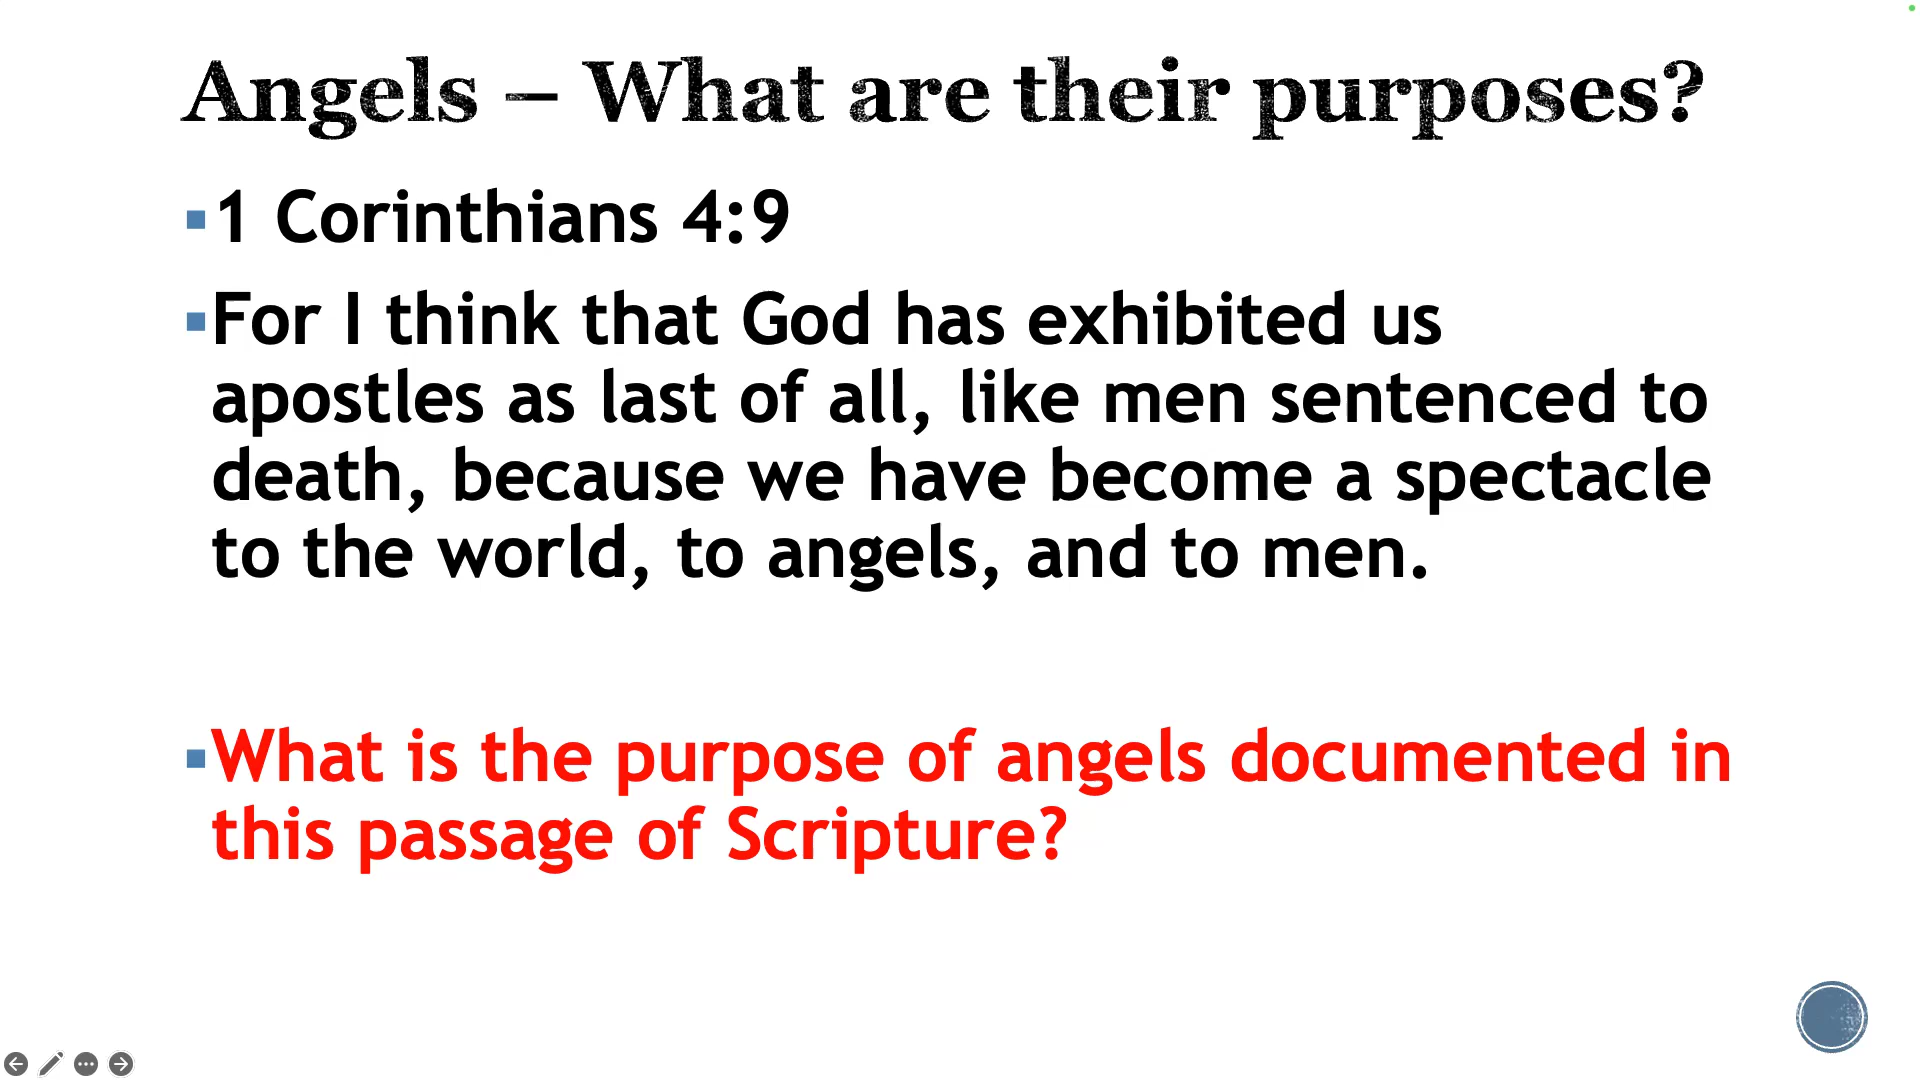 Angels – What are their purposes?
▪1 Corinthians 4:9
▪For I think that God has exhibited us
apostles as last of all, like men sentenced to
death, because we have become a spectacle
to the world, to angels, and to men.
▪What is the purpose of angels documented in
this passage of Scripture?